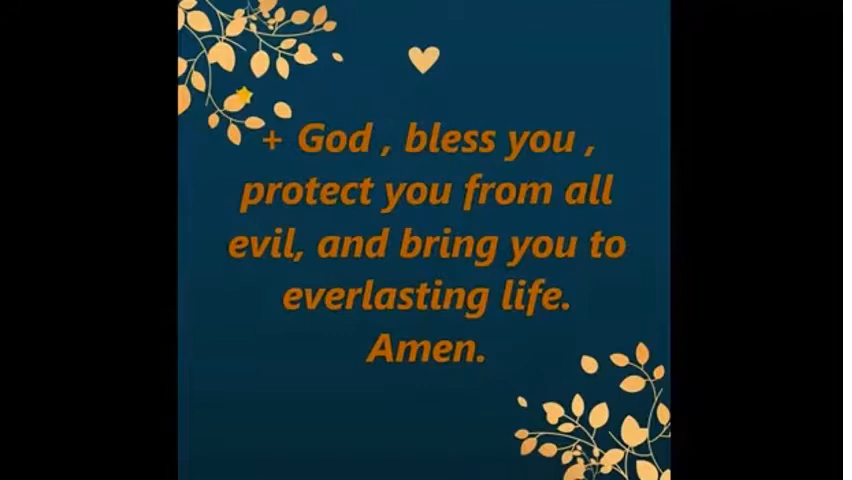 + God , bless you ,
protect you from all
evil, and bring you to
everlasting life.
Amen.